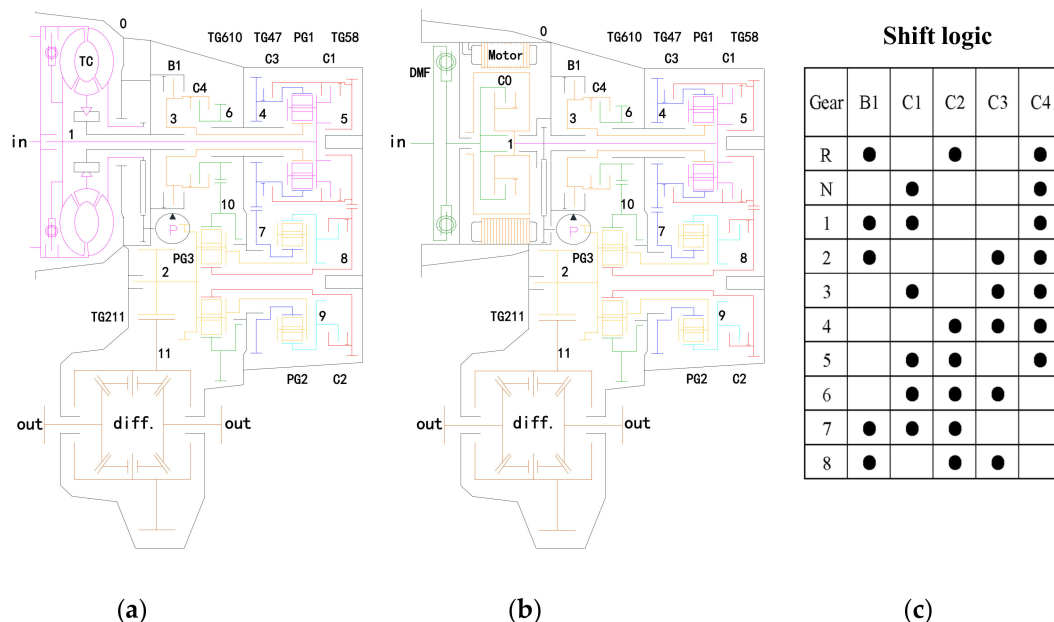 0
TG610 TG47 PG1 TG58
C3 C1
TC
B1
C4
6
3
4
5
in
1
10
P
7
2
PG3
8
9
TG211
11
PG2 C2
out
diff.
out
(a)
0
TG610 TG47 PG1 TG58
C3 C1
Motor
DMF
B1
C0
C4
6
3
4
5
in
1
10
P
7
2
PG3
8
9
TG211
11
PG2 C2
out
diff.
out
(b)
Shift logic
Gear B1 C1 C2 C3 C4
R ● ● ●
N ● ●
1 ● ● ●
2 ● ● ●
3 ● ● ●
4 ● ● ●
5 ● ● ●
6 ● ● ●
7 ● ● ●
8 ● ● ●
(c)